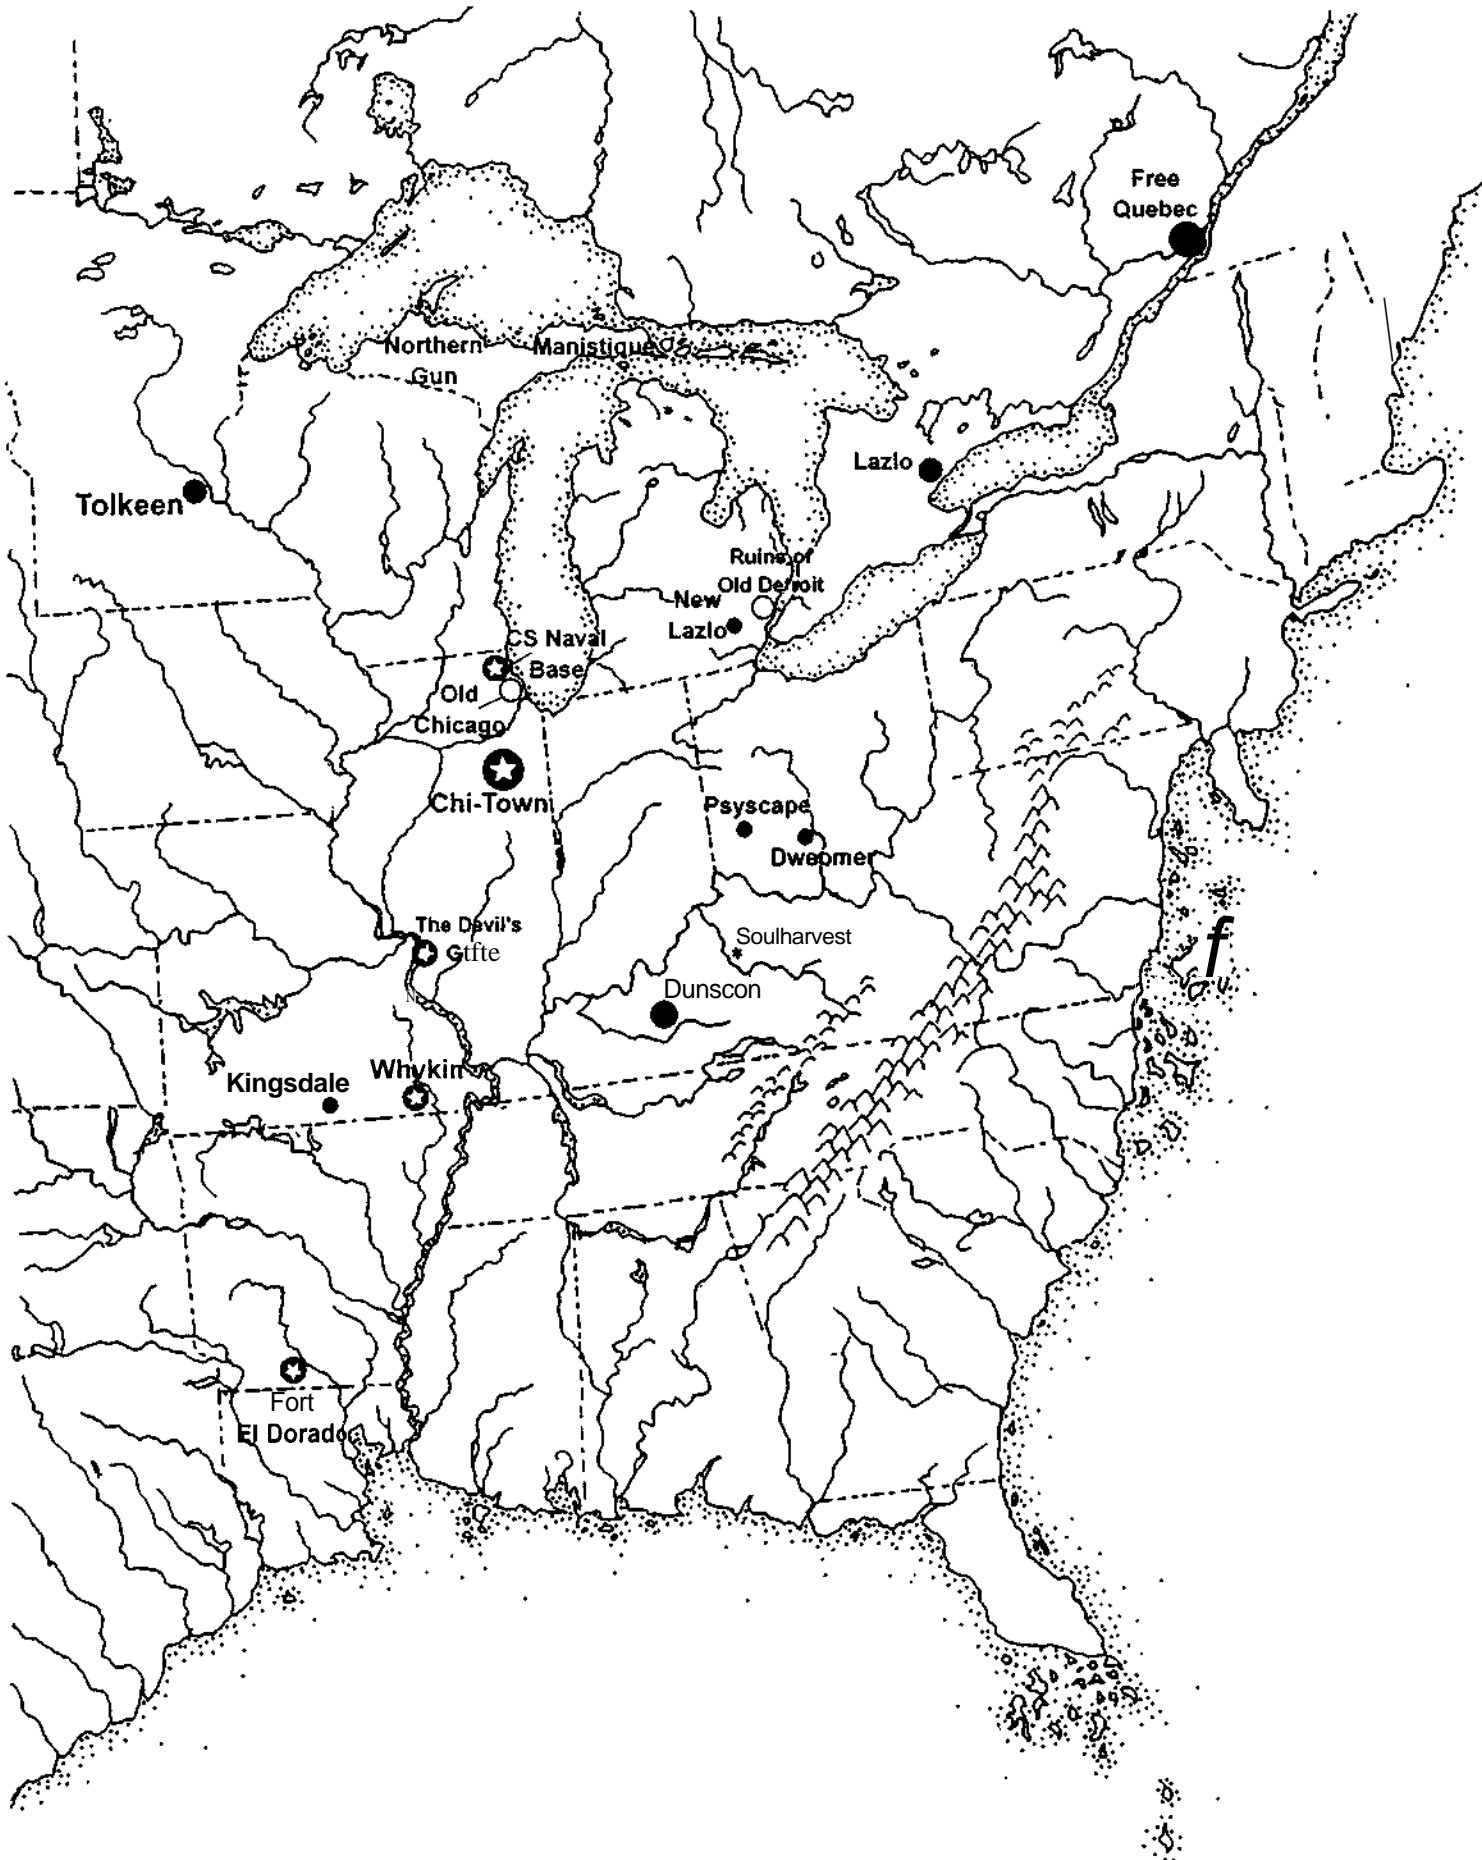 Free
Quebec
Northern
Gun
Manistique
Lazlo
Tolkeen
Ruins of
Old Detroit
New
Lazlo
CS Naval
Base
Old
Chicago
Chi-Town
Psyscape
Dweomer
The Devil's
Gtfte
Soulharvest
f
Dunscon
N
Whykin
Kingsdale
Fort
El Dorado